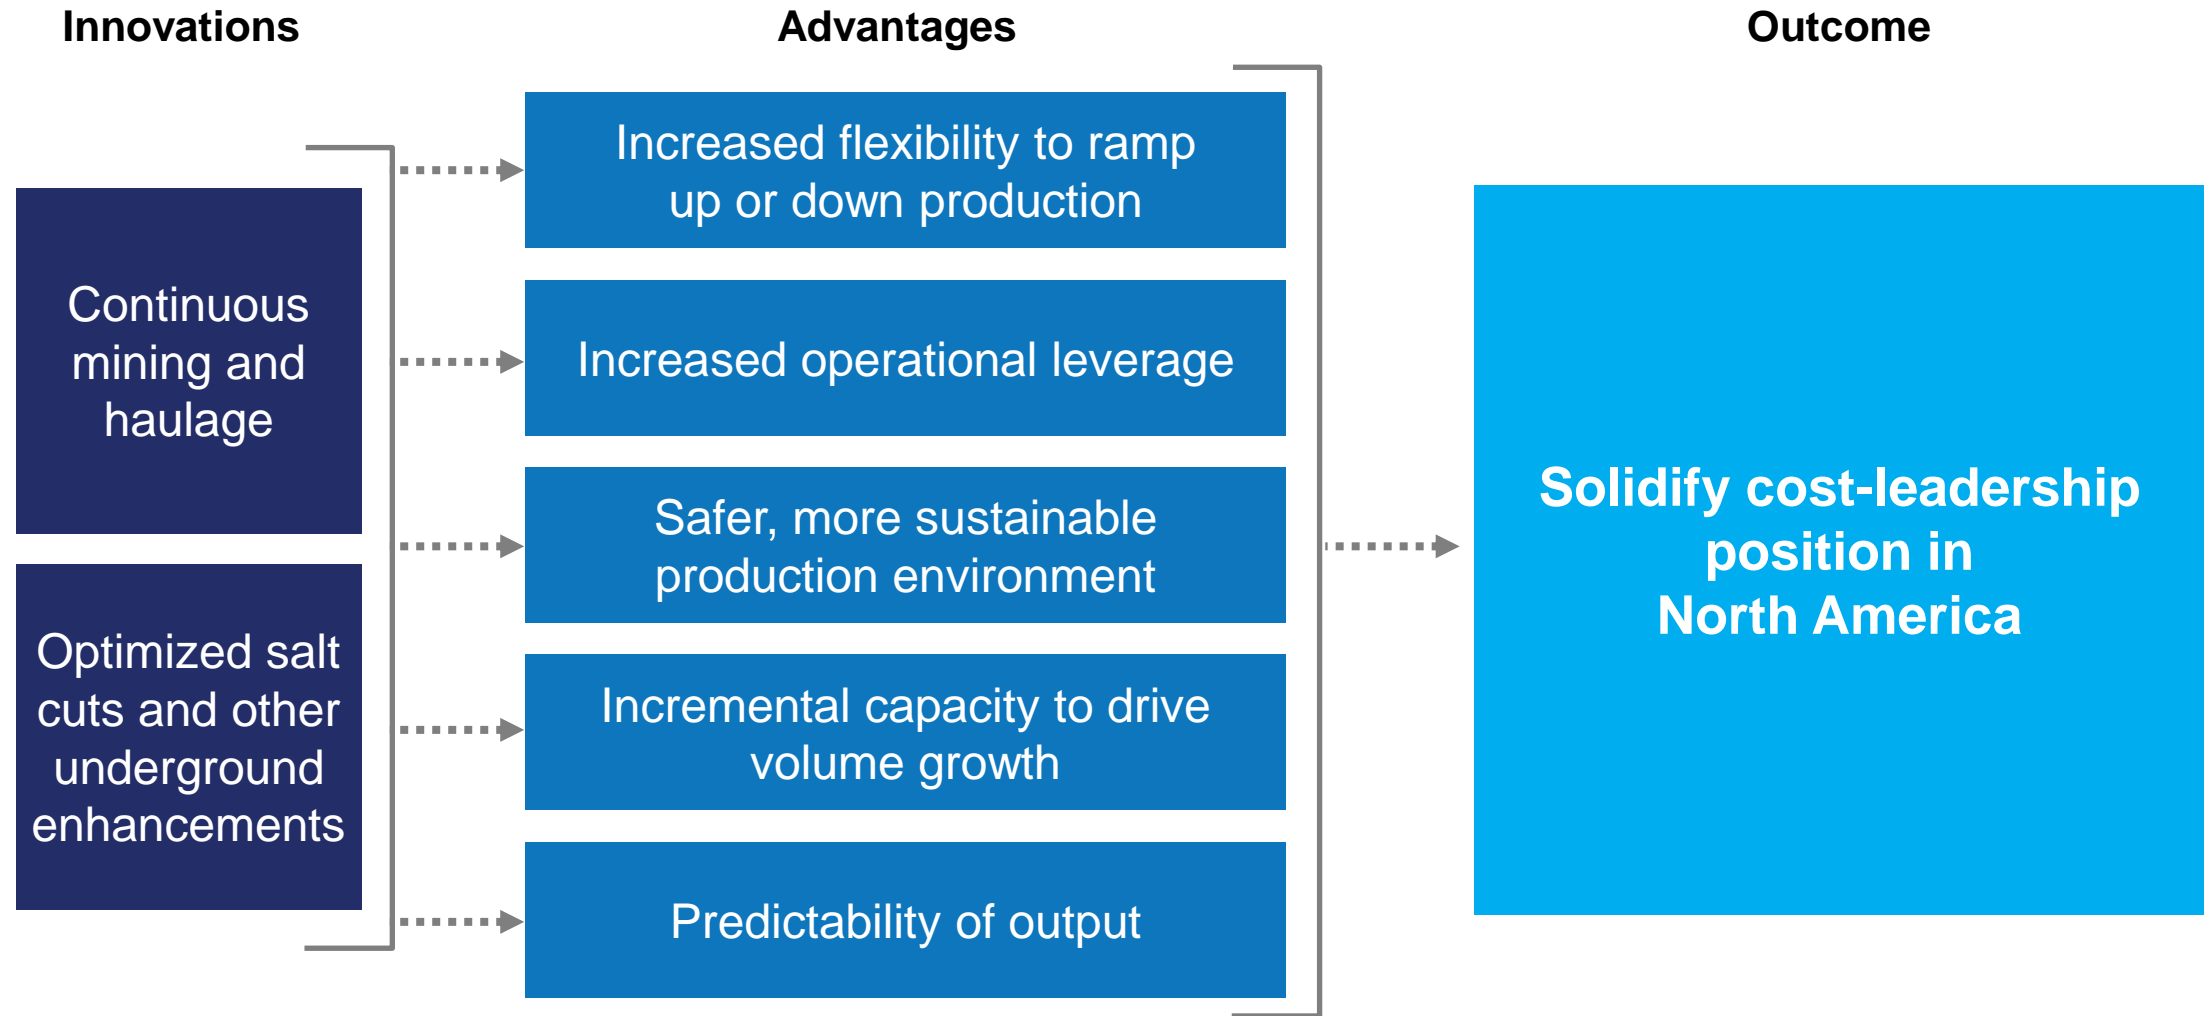 Innovations
Advantages
Outcome
Continuous
mining and
haulage
Optimized salt
cuts and other
underground
enhancements
Increased flexibility to ramp
up or down production
Increased operational leverage
Safer, more sustainable
production environment
Incremental capacity to drive
volume growth
Predictability of output
Solidify cost-leadership
position in
North America